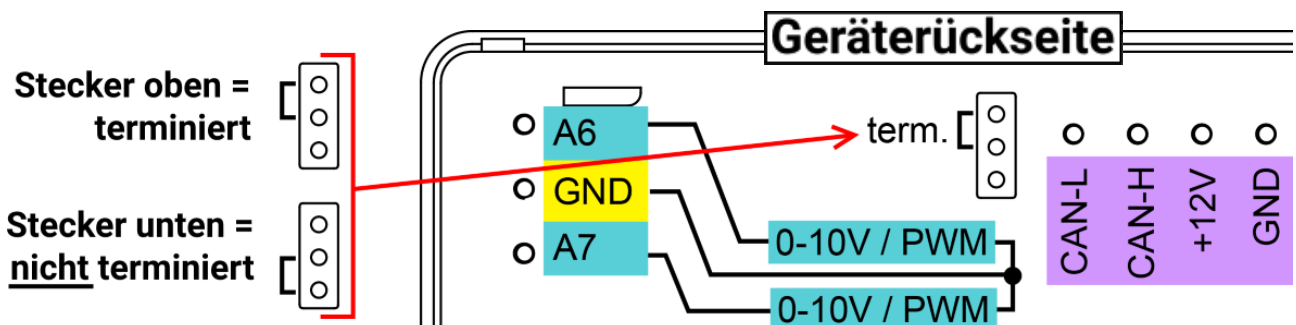 Geräterückseite
Stecker oben =
terminiert
Stecker unten =
nicht terminiert
A6
GND
A7
0-10V / PWM
0-10V / PWM
term.
CAN-L
CAN-H
+12V
GND